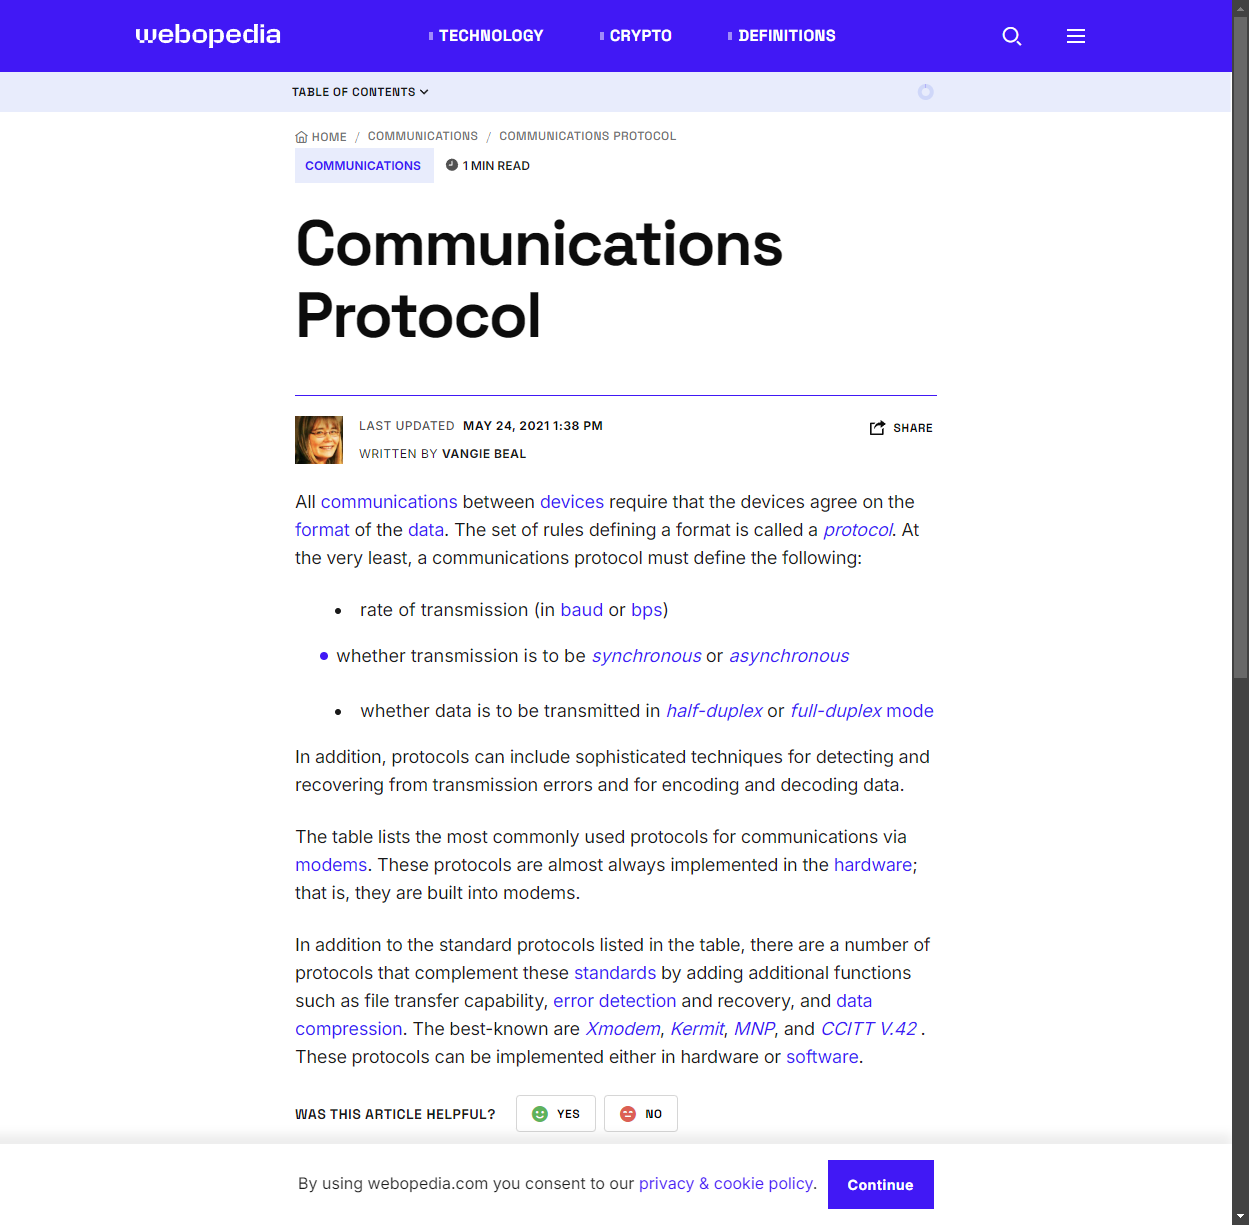 webopedia
TECHNOLOGY
CRYPTO
DEFINITIONS
TABLE OF CONTENTS
HOME / COMMUNICATIONS / COMMUNICATIONS PROTOCOL
COMMUNICATIONS
1 MIN READ
Communications
Protocol
LAST UPDATED MAY 24, 2021 1:38 PM
SHARE
WRITTEN BY VANGIE BEAL
All communications between devices require that the devices agree on the
format of the data. The set of rules defining a format is called a protocol. At
the very least, a communications protocol must define the following:
• rate of transmission (in baud or bps)
• whether transmission is to be synchronous or asynchronous
• whether data is to be transmitted in half-duplex or full-duplex mode
In addition, protocols can include sophisticated techniques for detecting and
recovering from transmission errors and for encoding and decoding data.
The table lists the most commonly used protocols for communications via
modems. These protocols are almost always implemented in the hardware;
that is, they are built into modems.
In addition to the standard protocols listed in the table, there are a number of
protocols that complement these standards by adding additional functions
such as file transfer capability, error detection and recovery, and data
compression. The best-known are Xmodem, Kermit, MNP, and CCITT V.42 .
These protocols can be implemented either in hardware or software.
WAS THIS ARTICLE HELPFUL? YES NO
By using webopedia.com you consent to our privacy & cookie policy. Continue